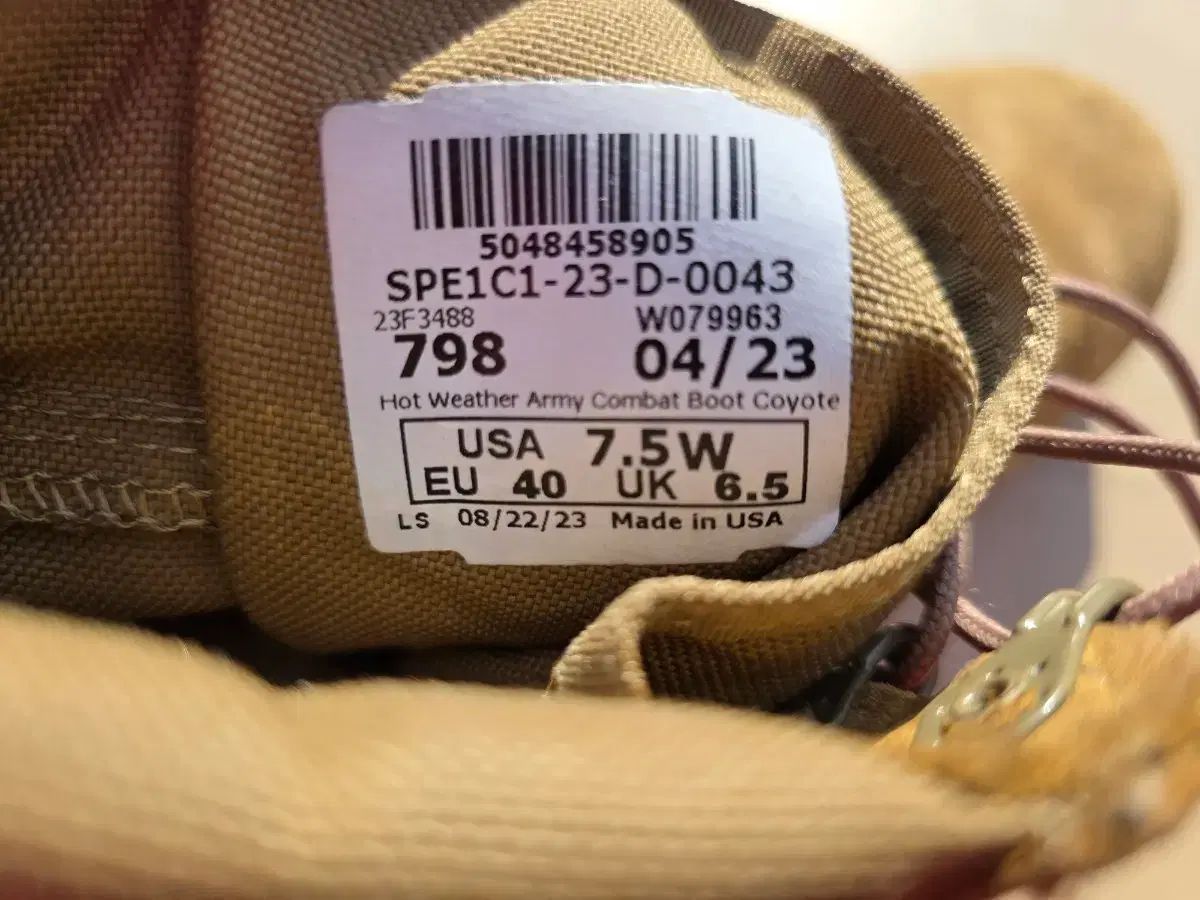 5048458905
SPE1C1-23-D-0043
23F3488 W079963
798 04/23
Hot Weather Army Combat Boot Coyote
USA 7.5W
EU 40 UK 6.5
LS 08/22/23 Made in USA